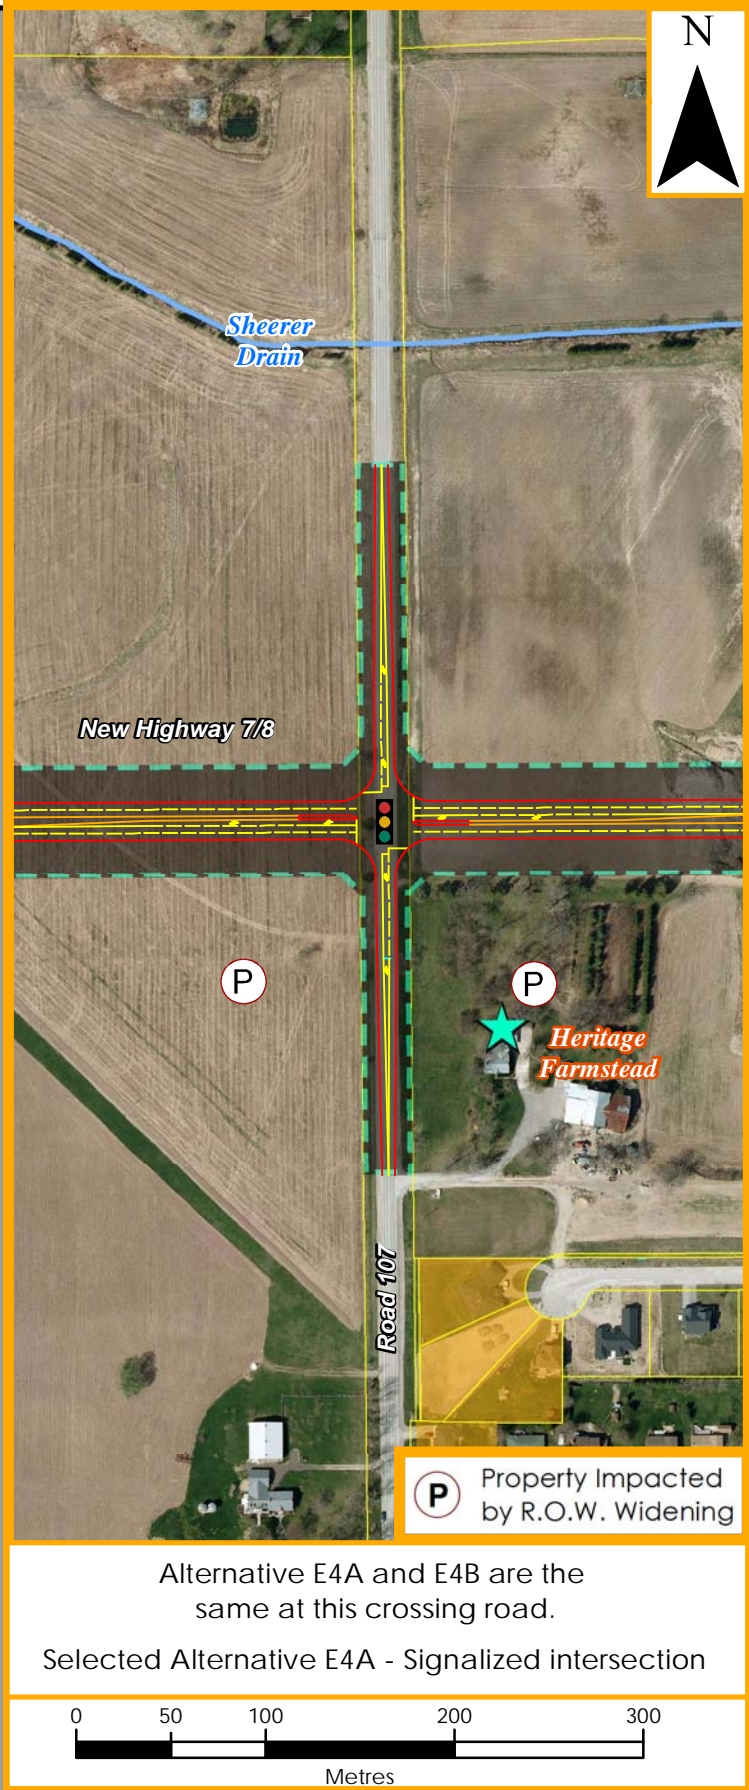 N
Sheerer
Drain
New Highway 7/8
P
P
Heritage
Farmstead
Road 107
P
Property Impacted
by R.O.W. Widening
Alternative E4A and E4B are the
same at this crossing road.
Selected Alternative E4A - Signalized intersection
0 50 100 200 300
Metres